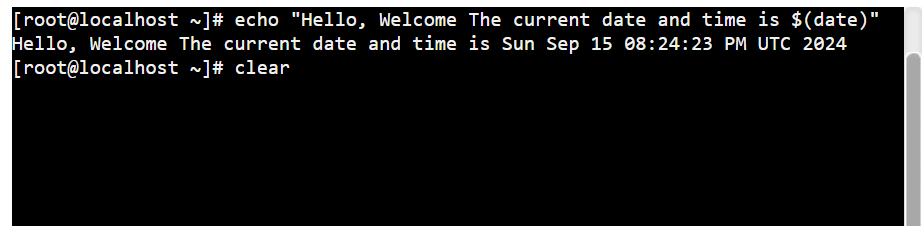 [root@localhost ~]# echo "Hello, Welcome The current date and time is $(date)"
Hello, Welcome The current date and time is Sun Sep 15 08:24:23 PM UTC 2024
[root@localhost ~]# clear